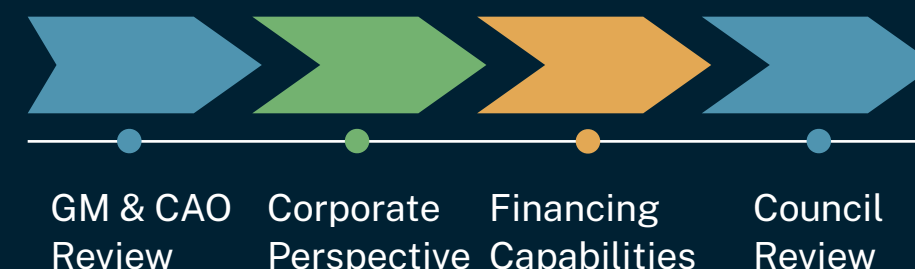 GM & CAO Corporate Financing Council
Review Perspective Capabilities Review